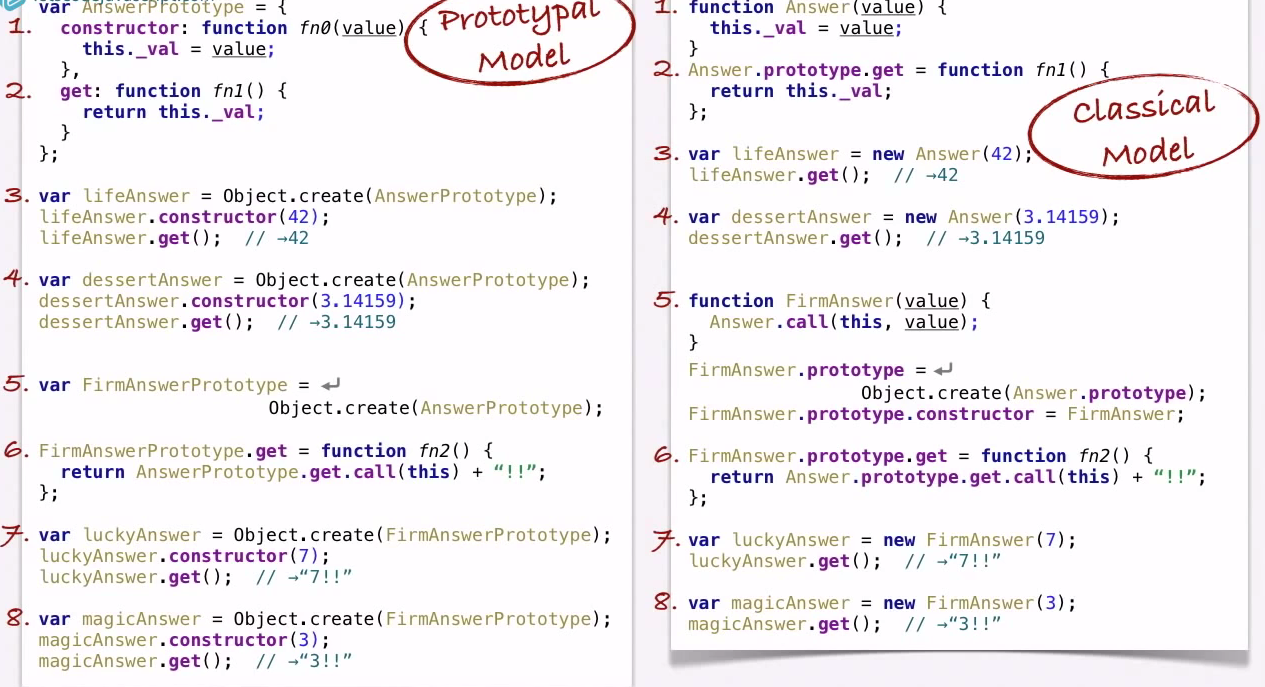 var AnswerPrototype = {
1. constructor: function fn0(value) {
this._val = value;
},
2. get: function fn1() {
return this._val;
}
};
3. var lifeAnswer = Object.create(AnswerPrototype);
lifeAnswer.constructor(42);
lifeAnswer.get();  // →42
4. var dessertAnswer = Object.create(AnswerPrototype);
dessertAnswer.constructor(3.14159);
dessertAnswer.get();  // →3.14159
5. var FirmAnswerPrototype = ↵
Object.create(AnswerPrototype);
6. FirmAnswerPrototype.get = function fn2() {
return AnswerPrototype.get.call(this) + “!!”;
};
7. var luckyAnswer = Object.create(FirmAnswerPrototype);
luckyAnswer.constructor(7);
luckyAnswer.get();  // →“7!!”
8. var magicAnswer = Object.create(FirmAnswerPrototype);
magicAnswer.constructor(3);
magicAnswer.get();  // →“3!!”
Prototypal
Model
1. function Answer(value) {
this._val = value;
}
2. Answer.prototype.get = function fn1() {
return this._val;
};
Classical
Model
3. var lifeAnswer = new Answer(42);
lifeAnswer.get();  // →42
4. var dessertAnswer = new Answer(3.14159);
dessertAnswer.get();  // →3.14159
5. function FirmAnswer(value) {
Answer.call(this, value);
}
FirmAnswer.prototype = ↵
Object.create(Answer.prototype);
FirmAnswer.prototype.constructor = FirmAnswer;
6. FirmAnswer.prototype.get = function fn2() {
return Answer.prototype.get.call(this) + “!!”;
};
7. var luckyAnswer = new FirmAnswer(7);
luckyAnswer.get();  // →“7!!”
8. var magicAnswer = new FirmAnswer(3);
magicAnswer.get();  // →“3!!”